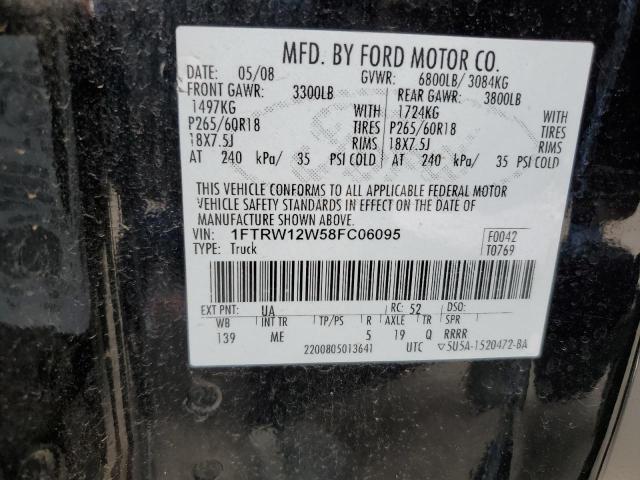 MFD. BY FORD MOTOR CO.
DATE: 05/08 GVWR: 6800LB/ 3084KG
FRONT GAWR: 3300LB REAR GAWR: 3800LB
1497KG WITH 1724KG WITH
P265/60R18 TIRES P265/60R18 TIRES
18X7.5J RIMS 18X7.5J RIMS
AT 240 kPa/ 35 PSI COLD AT 240 kPa/ 35 PSI COLD
THIS VEHICLE CONFORMS TO ALL APPLICABLE FEDERAL MOTOR
VEHICLE SAFETY STANDARDS IN EFFECT ON THE DATE OF
MANUFACTURE SHOWN ABOVE.
VIN: 1FTRW12W58FC06095 F0042
TYPE: Truck T0769
EXT PNT: UA RC: 52 DSO:
WB INT TR TP/PS R AXLE TR SPR
139 ME 5 19 Q RRRR
2200805013641 UTC ▽5U5A-1520472-BA